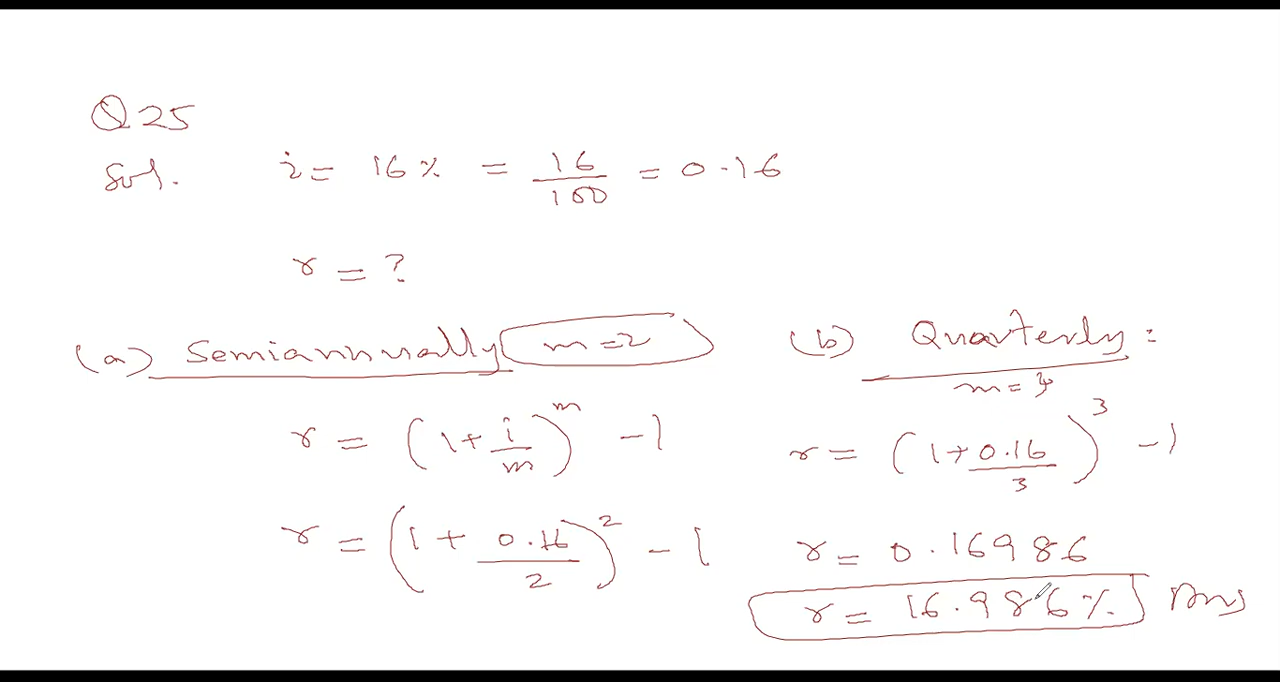 Q25
Sol. i = 16% = 16/100 = 0.16
r = ?
(a) Semiannually m=2
r = (1 + i/m)^m - 1
r = (1 + 0.16/2)^2 - 1
(b) Quarterly:
m =
r = (1 + 0.16/3)^3 - 1
r = 0.16986
r = 16.986% Ans